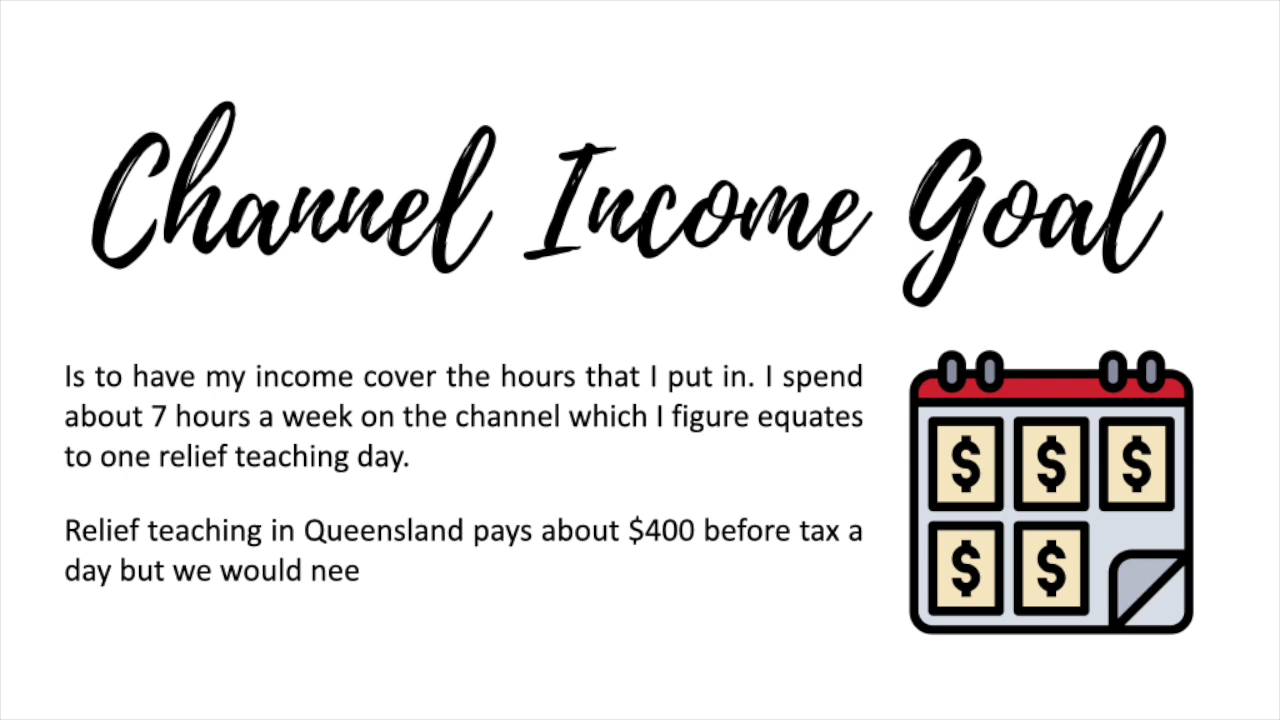 Channel Income Goal
Is to have my income cover the hours that I put in. I spend
about 7 hours a week on the channel which I figure equates
to one relief teaching day.
Relief teaching in Queensland pays about $400 before tax a
day but we would nee
$ $ $
$ $